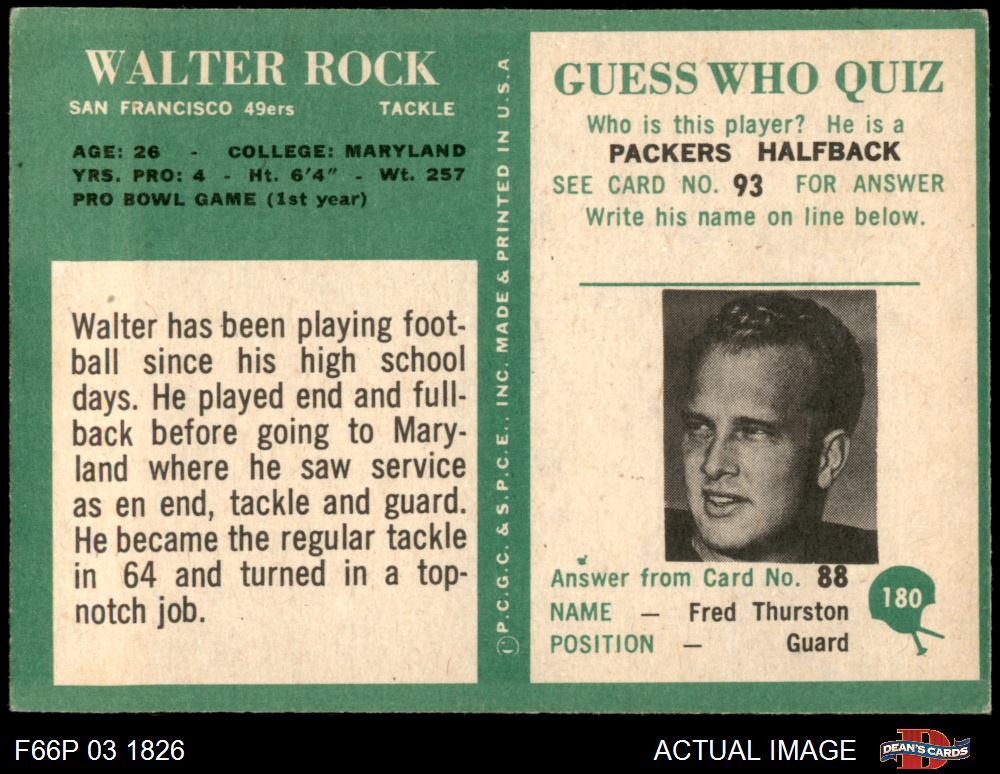 WALTER ROCK
SAN FRANCISCO 49ers TACKLE
AGE: 26 - COLLEGE: MARYLAND
YRS. PRO: 4 - Ht. 6'4" - Wt. 257
PRO BOWL GAME (1st year)
Walter has been playing foot-
ball since his high school
days. He played end and full-
back before going to Mary-
land where he saw service
as en end, tackle and guard.
He became the regular tackle
in 64 and turned in a top-
notch job.
©P.C.G.C. & S.P.C.E., INC. MADE & PRINTED IN U.S.A
GUESS WHO QUIZ
Who is this player? He is a
PACKERS HALFBACK
SEE CARD NO. 93 FOR ANSWER
Write his name on line below.
Answer from Card No. 88
NAME — Fred Thurston
POSITION — Guard
180
F66P 03 1826
ACTUAL IMAGE
DEAN'S CARDS